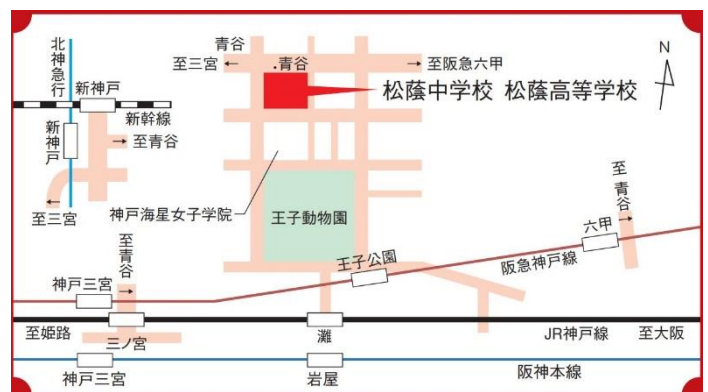 北神急行
新神戸
新幹線
新神戸
至青谷
至三宮
青谷
至三宮
青谷
至阪急六甲
松蔭中学校 松蔭高等学校
N
神戸海星女子学院
王子動物園
至青谷
至青谷
六甲
王子公園
阪急神戸線
神戸三宮
至姫路
三ノ宮
灘
JR神戸線
至大阪
神戸三宮
岩屋
阪神本線